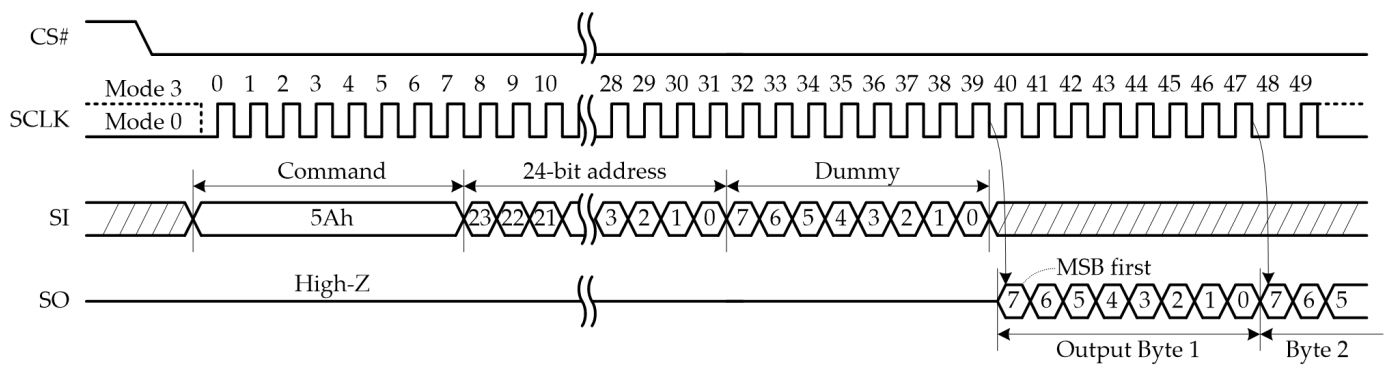 CS#
Mode 3 0 1 2 3 4 5 6 7 8 9 10 28 29 30 31 32 33 34 35 36 37 38 39 40 41 42 43 44 45 46 47 48 49
SCLK Mode 0
Command 24-bit address Dummy
SI 5Ah 23 22 21 3 2 1 0 7 6 5 4 3 2 1 0
High-Z MSB first
SO 7 6 5 4 3 2 1 0 7 6 5
Output Byte 1 Byte 2